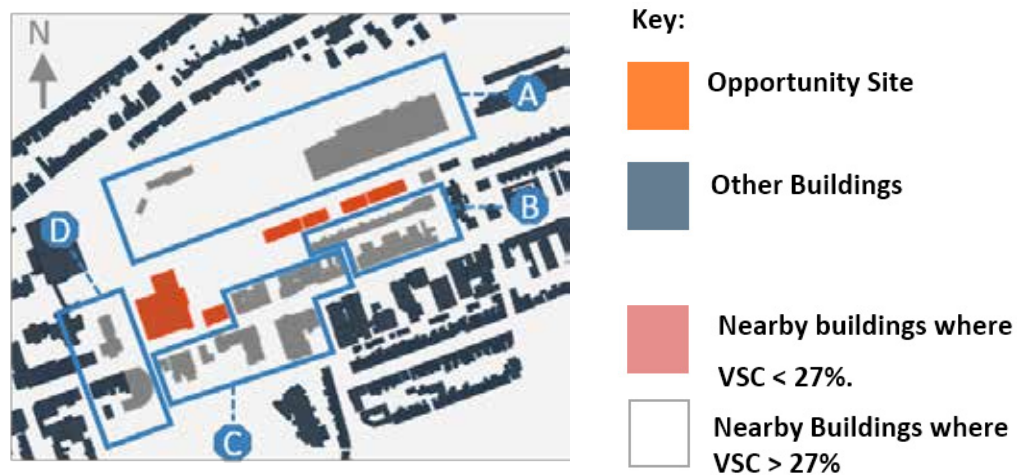 N
A
B
D
C
Key:
Opportunity Site
Other Buildings
Nearby buildings where
VSC < 27%.
Nearby Buildings where
VSC > 27%